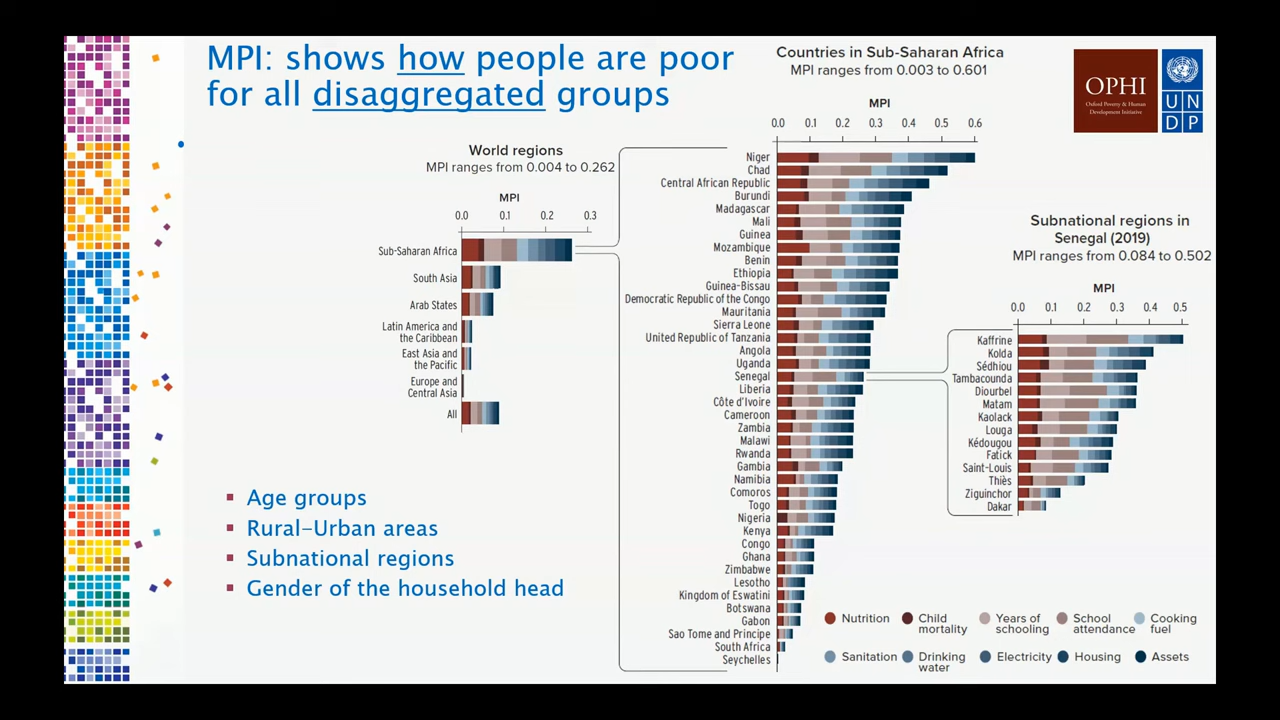 MPI: shows how people are poor
for all disaggregated groups
World regions
MPI ranges from 0.004 to 0.262
MPI
0.0 0.1 0.2 0.3
Sub-Saharan Africa
South Asia
Arab States
Latin America and
the Caribbean
East Asia and
the Pacific
Europe and
Central Asia
All
Age groups
Rural-Urban areas
Subnational regions
Gender of the household head
Countries in Sub-Saharan Africa
MPI ranges from 0.003 to 0.601
MPI
0.0 0.1 0.2 0.3 0.4 0.5 0.6
Niger
Chad
Central African Republic
Burundi
Madagascar
Mali
Guinea
Mozambique
Benin
Ethiopia
Guinea-Bissau
Democratic Republic of the Congo
Mauritania
Sierra Leone
United Republic of Tanzania
Angola
Uganda
Senegal
Liberia
Côte d'Ivoire
Cameroon
Zambia
Malawi
Rwanda
Gambia
Namibia
Comoros
Togo
Nigeria
Kenya
Congo
Ghana
Zimbabwe
Lesotho
Kingdom of Eswatini
Botswana
Gabon
Sao Tome and Principe
South Africa
Seychelles
OPHI
Oxford Poverty & Human
Development Initiative
U N
D P
Subnational regions in
Senegal (2019)
MPI ranges from 0.084 to 0.502
MPI
0.0 0.1 0.2 0.3 0.4 0.5
Kaffrine
Kolda
Sédhiou
Tambacounda
Diourbel
Matam
Kaolack
Louga
Kédougou
Fatick
Saint-Louis
Thiès
Ziguinchor
Dakar
Nutrition
Child
mortality
Years of
schooling
School
attendance
Cooking
fuel
Sanitation
Drinking
water
Electricity
Housing
Assets